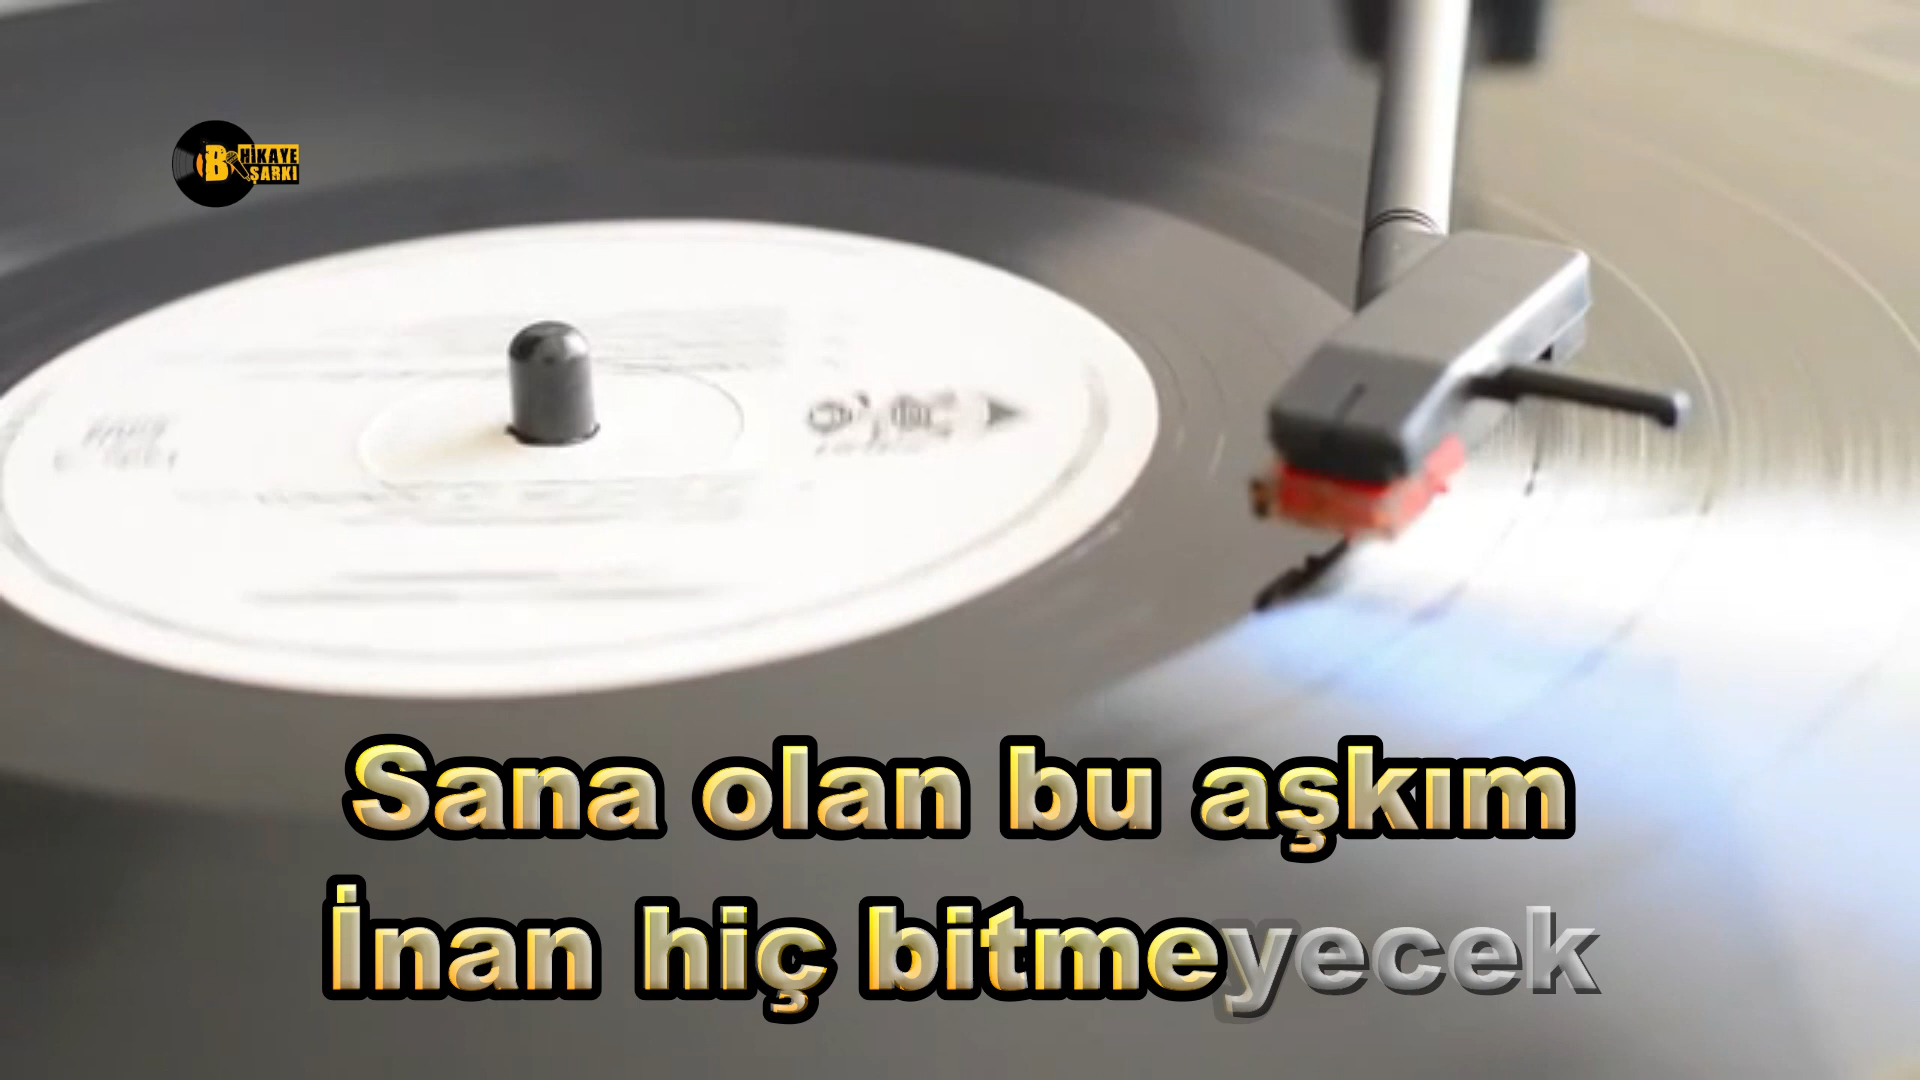 B HİKAYE
ŞARKI
Sana olan bu aşkım
İnan hiç bitmeyecek